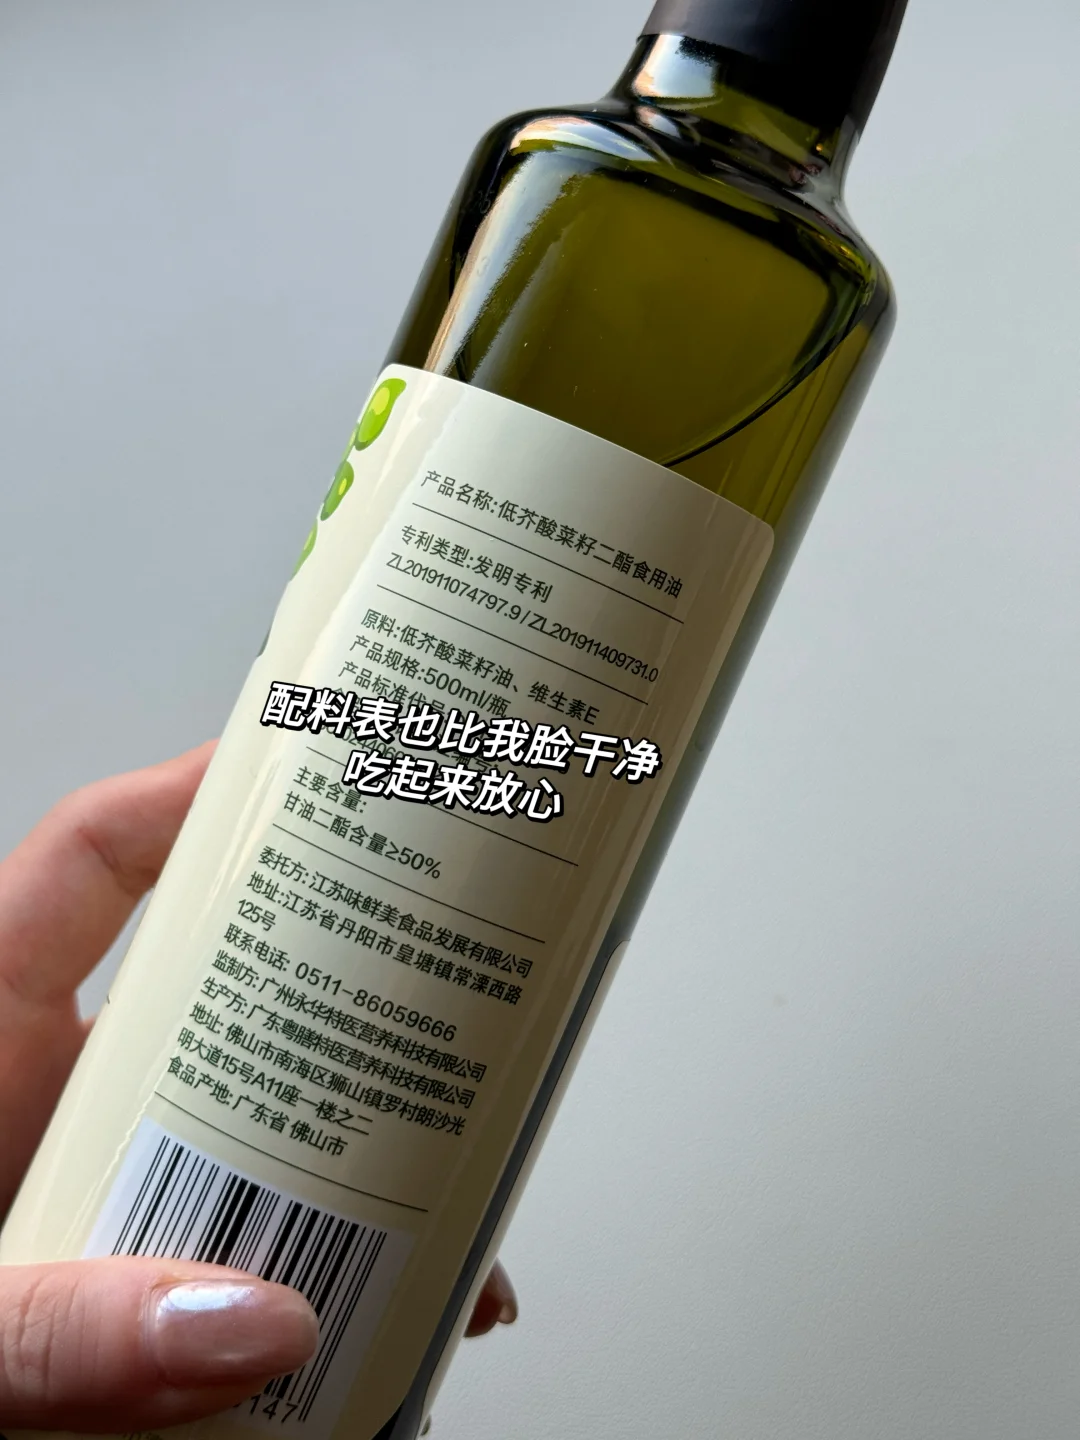 产品名称:低芥酸菜籽二酯食用油
专利类型:发明专利
ZL201911074797.9/ZL201911409731.0
原料:低芥酸菜籽油、维生素E
产品规格:500ml/瓶
产品标准代号
配料表也比我脸干净
吃起来放心
主要含量:
甘油二酯含量≥50%
委托方:江苏味鲜美食品发展有限公司
地址:江苏省丹阳市皇塘镇常溧西路
125号
联系电话: 0511-86059666
监制方:广州永华特医营养科技有限公司
生产方:广东粤膳特医营养科技有限公司
地址: 佛山市南海区狮山镇罗村朗沙光
明大道15号A11座一楼之二
食品产地:广东省 佛山市
147